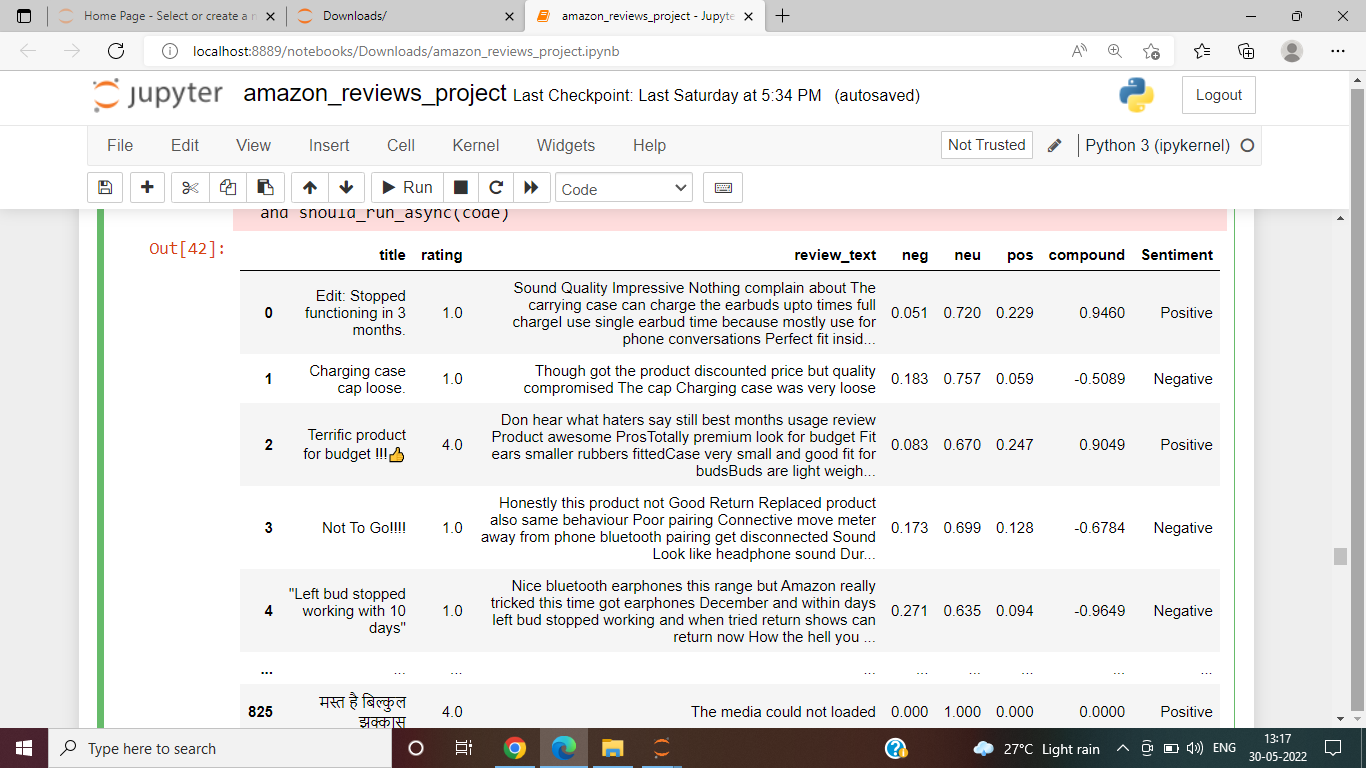 Home Page - Select or create a n
Downloads/
amazon_reviews_project - Jupyte
localhost:8889/notebooks/Downloads/amazon_reviews_project.ipynb
jupyter amazon_reviews_project Last Checkpoint: Last Saturday at 5:34 PM (autosaved)
Logout
File Edit View Insert Cell Kernel Widgets Help
Not Trusted Python 3 (ipykernel)
Run Code
and should_run_async(code)
Out[42]:
title rating review_text neg neu pos compound Sentiment
0
Edit: Stopped
functioning in 3
months.
1.0
Sound Quality Impressive Nothing complain about The
carrying case can charge the earbuds upto times full
chargeI use single earbud time because mostly use for
phone conversations Perfect fit insid...
0.051 0.720 0.229 0.9460 Positive
1
Charging case
cap loose.
1.0
Though got the product discounted price but quality
compromised The cap Charging case was very loose
0.183 0.757 0.059 -0.5089 Negative
2
Terrific product
for budget !!!👍
4.0
Don hear what haters say still best months usage review
Product awesome ProsTotally premium look for budget Fit
ears smaller rubbers fittedCase very small and good fit for
budsBuds are light weigh...
0.083 0.670 0.247 0.9049 Positive
3
Not To Go!!!!
1.0
Honestly this product not Good Return Replaced product
also same behaviour Poor pairing Connective move meter
away from phone bluetooth pairing get disconnected Sound
Look like headphone sound Dur...
0.173 0.699 0.128 -0.6784 Negative
4
"Left bud stopped
working with 10
days"
1.0
Nice bluetooth earphones this range but Amazon really
tricked this time got earphones December and within days
left bud stopped working and when tried return shows can
return now How the hell you ...
0.271 0.635 0.094 -0.9649 Negative
... ... ... ... ... ... ... ... ...
825
मस्त है बिल्कुल
झक्कास
4.0
The media could not loaded
0.000 1.000 0.000 0.0000 Positive
Type here to search
27°C Light rain
ENG
13:17
30-05-2022